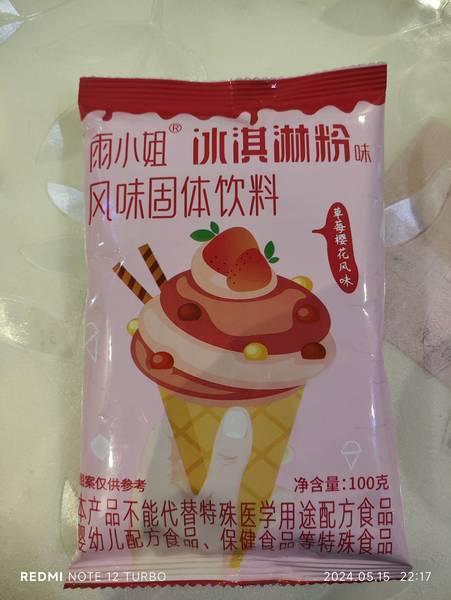 雨小姐® 冰淇淋粉味
风味固体饮料
草莓樱花风味
图案仅供参考
净含量:100克
本产品不能代替特殊医学用途配方食品
婴幼儿配方食品、保健食品等特殊食品
REDMI NOTE 12 TURBO
2024.05.15 22:17